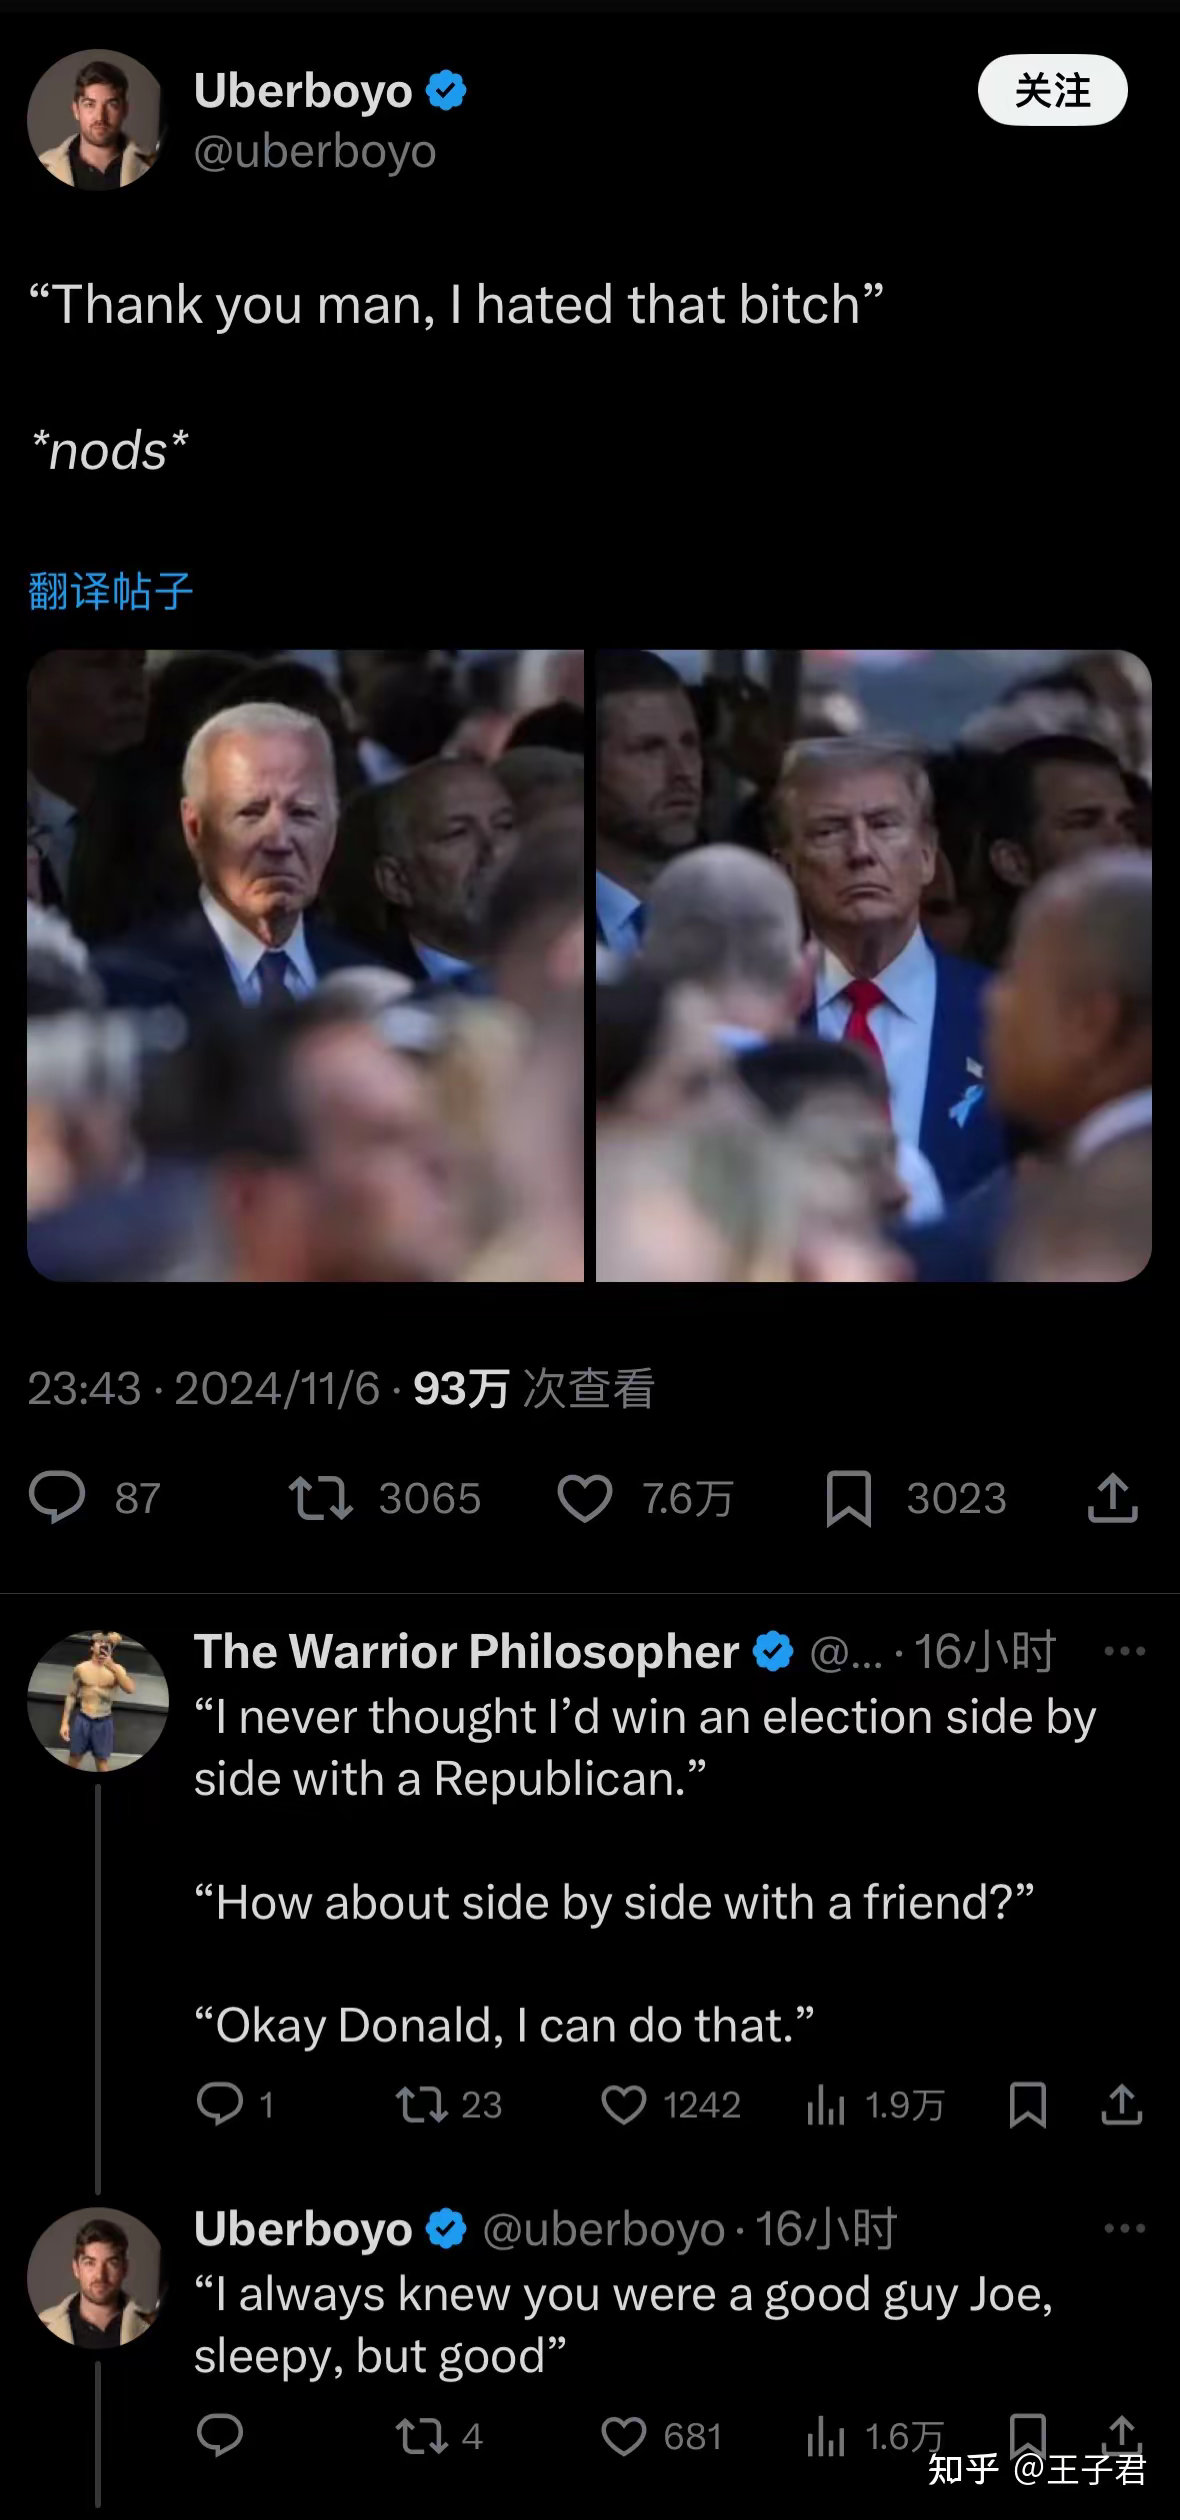 Uberboyo
关注
@uberboyo
“Thank you man, I hated that bitch”
*nods*
翻译帖子
23:43 · 2024/11/6 · 93万 次查看
87 3065 7.6万 3023
The Warrior Philosopher @... · 16小时
“I never thought I’d win an election side by
side with a Republican.”
“How about side by side with a friend?”
“Okay Donald, I can do that.”
1 23 1242 1.9万
Uberboyo @uberboyo · 16小时
“I always knew you were a good guy Joe,
sleepy, but good”
4 681 1.6万
知乎 @王子君